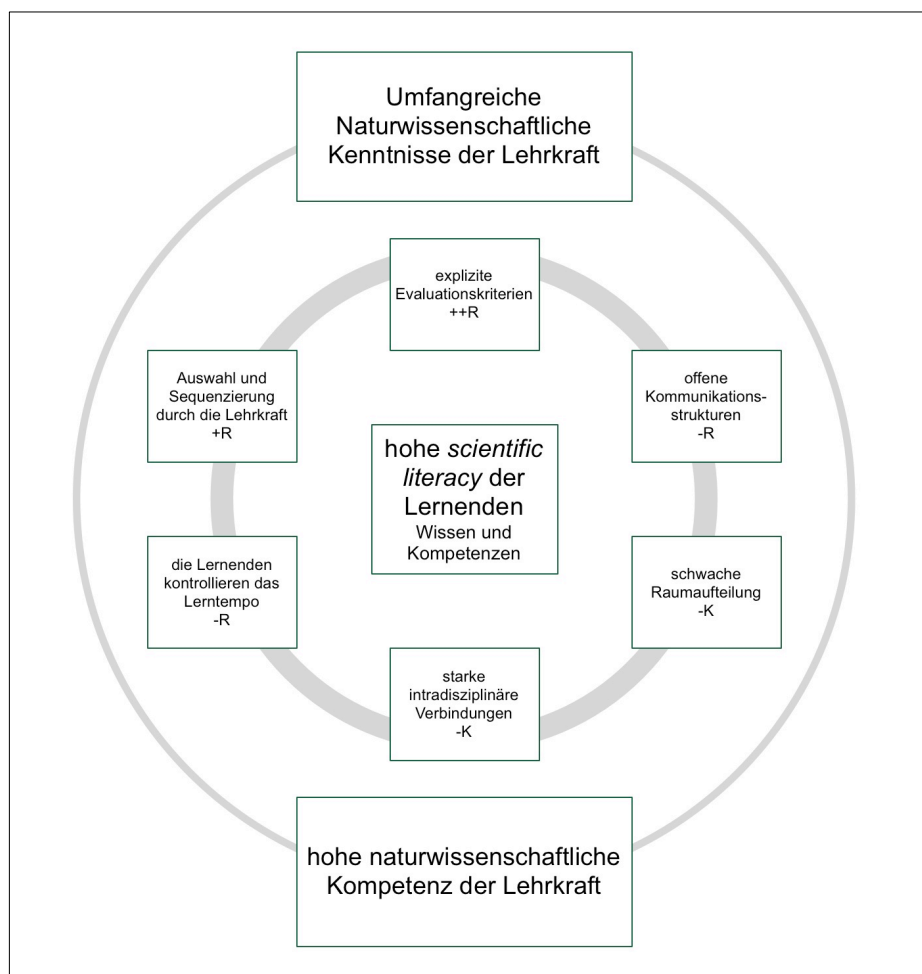 Umfangreiche
Naturwissenschaftliche
Kenntnisse der Lehrkraft
explizite
Evaluationskriterien
++R
Auswahl und
Sequenzierung
durch die Lehrkraft
+R
offene
Kommunikations-
strukturen
-R
hohe scientific
literacy der
Lernenden
Wissen und
Kompetenzen
die Lernenden
kontrollieren das
Lerntempo
-R
schwache
Raumaufteilung
-K
starke
intradisziplinäre
Verbindungen
-K
hohe naturwissenschaftliche
Kompetenz der Lehrkraft